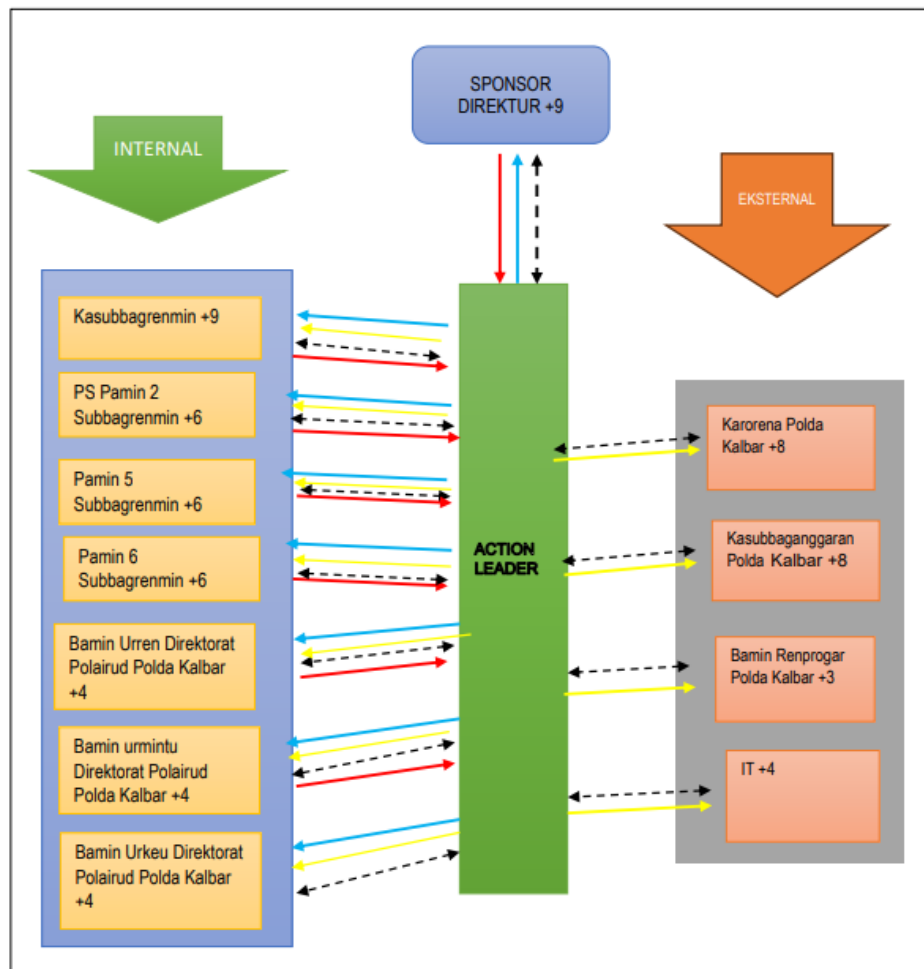 SPONSOR
DIREKTUR +9
INTERNAL
EKSTERNAL
Kasubbagrenmin +9
PS Pamin 2
Subbagrenmin +6
Pamin 5
Subbagrenmin +6
Pamin 6
Subbagrenmin +6
Bamin Urren Direktorat
Polairud Polda Kalbar
+4
Bamin urmintu
Direktorat Polairud
Polda Kalbar +4
Bamin Urkeu Direktorat
Polairud Polda Kalbar
+4
ACTION
LEADER
Karorena Polda
Kalbar +8
Kasubbaganggaran
Polda Kalbar +8
Bamin Renprogar
Polda Kalbar +3
IT +4